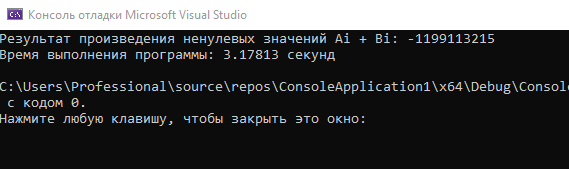 Консоль отладки Microsoft Visual Studio
Результат произведения ненулевых значений Ai + Bi: -1199113215
Время выполнения программы: 3.17813 секунд
C:\Users\Professional\source\repos\ConsoleApplication1\x64\Debug\Console
с кодом 0.
Нажмите любую клавишу, чтобы закрыть это окно: